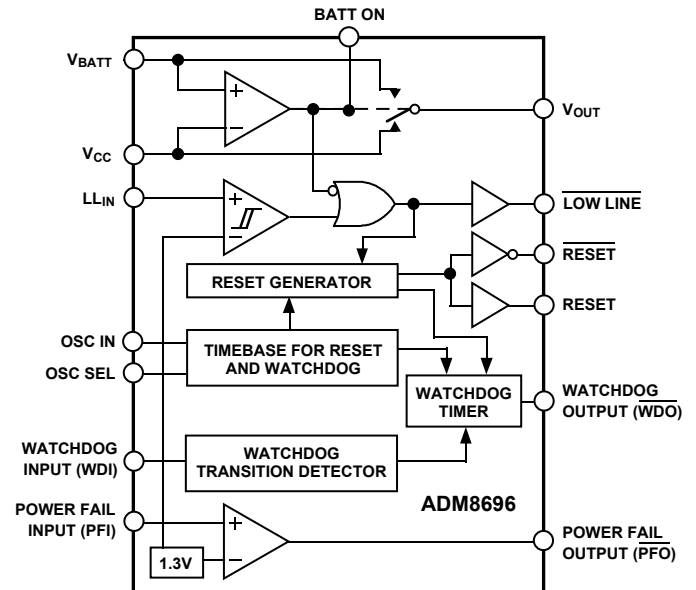 BATT ON
VBATT
VOUT
VCC
LLIN
LOW LINE
RESET
RESET GENERATOR
RESET
OSC IN
TIMEBASE FOR RESET
AND WATCHDOG
OSC SEL
WATCHDOG
TIMER
WATCHDOG
OUTPUT (WDO)
WATCHDOG
INPUT (WDI)
WATCHDOG
TRANSITION DETECTOR
ADM8696
POWER FAIL
INPUT (PFI)
1.3V
POWER FAIL
OUTPUT (PFO)